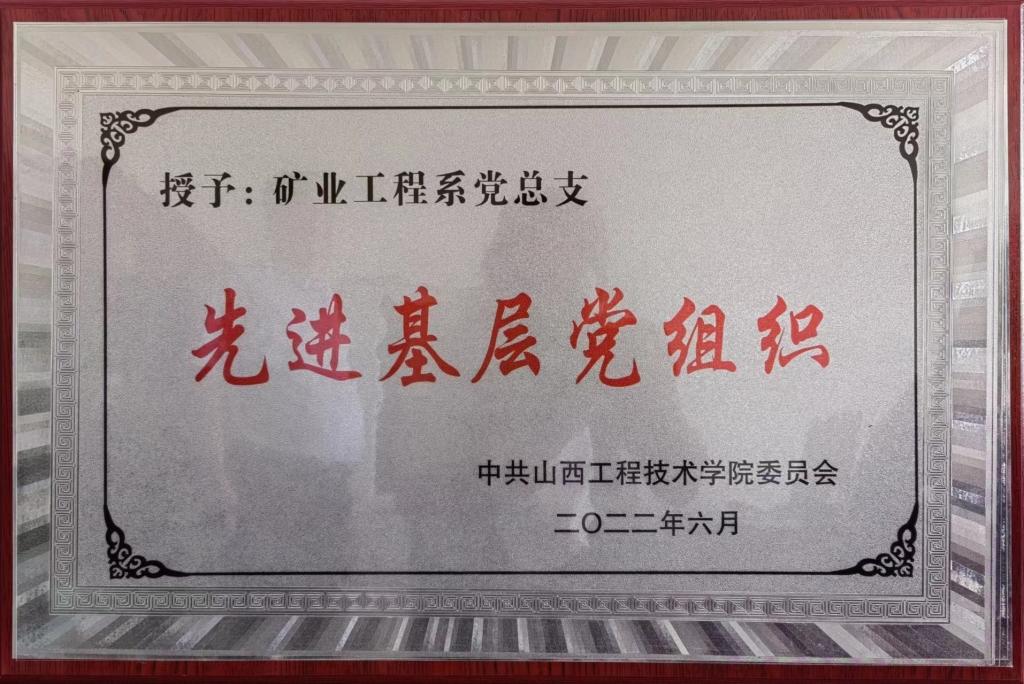 授予：矿业工程系党总支
先进基层党组织
中共山西工程技术学院委员会
二〇二二年六月